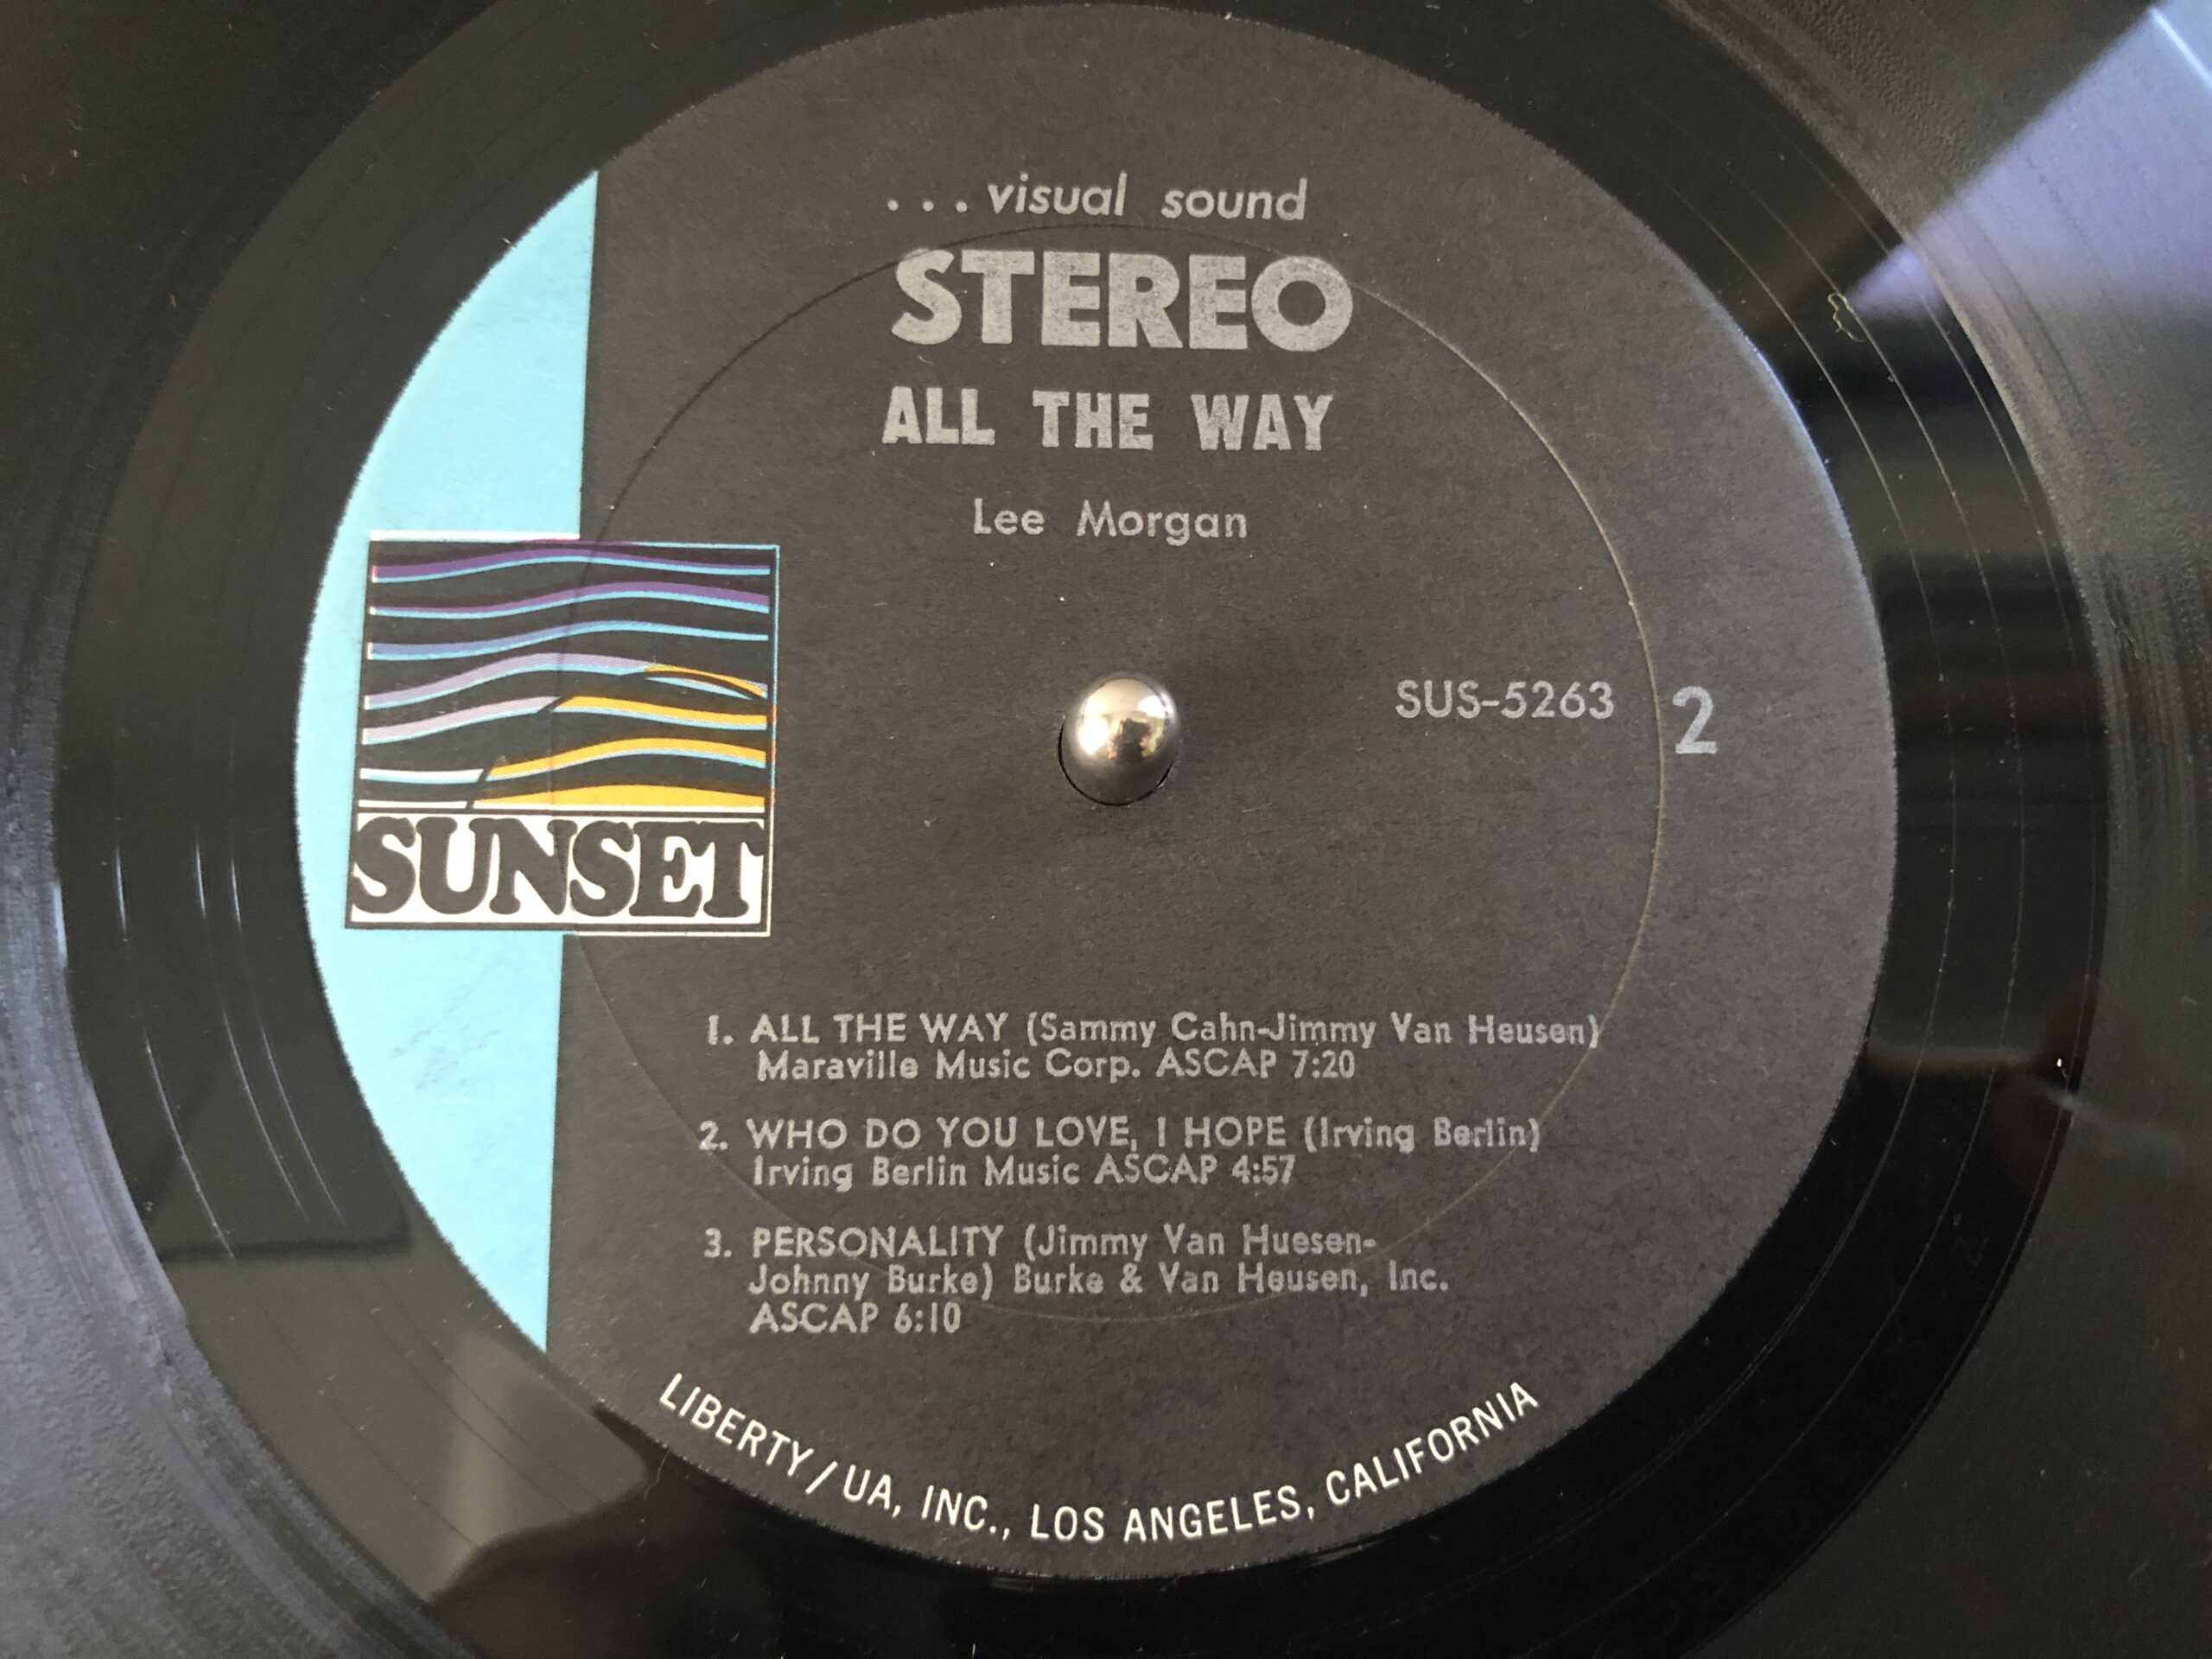 ...visual sound
STEREO
ALL THE WAY
Lee Morgan
SUS-5263 2
SUNSET
1. ALL THE WAY (Sammy Cahn-Jimmy Van Heusen)
Maraville Music Corp. ASCAP 7:20
2. WHO DO YOU LOVE, I HOPE (Irving Berlin)
Irving Berlin Music ASCAP 4:57
3. PERSONALITY (Jimmy Van Huesen-
Johnny Burke) Burke & Van Heusen, Inc.
ASCAP 6:10
LIBERTY/UA, INC., LOS ANGELES, CALIFORNIA